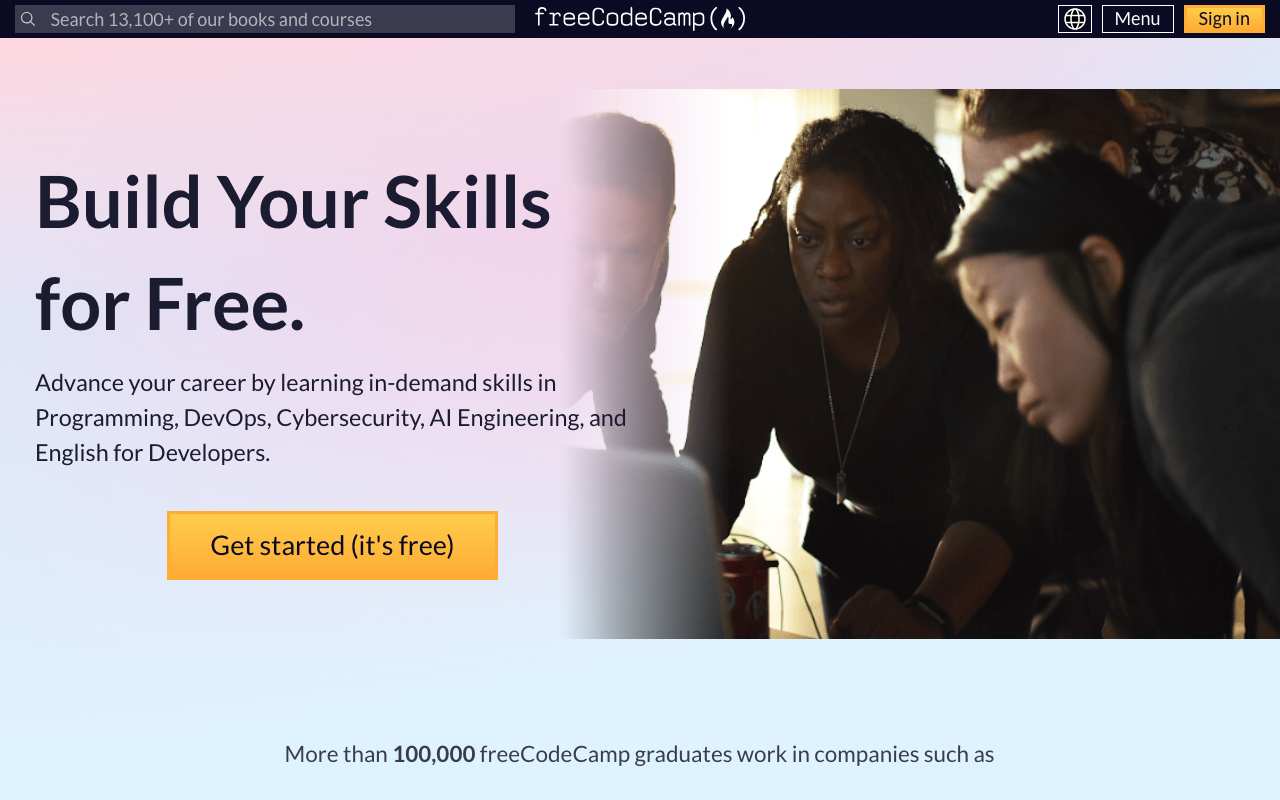 Search 13,100+ of our books and courses
freeCodeCamp(🔥)
Menu
Sign in
Build Your Skills
for Free.
Advance your career by learning in-demand skills in
Programming, DevOps, Cybersecurity, AI Engineering, and
English for Developers.
Get started (it's free)
More than 100,000 freeCodeCamp graduates work in companies such as